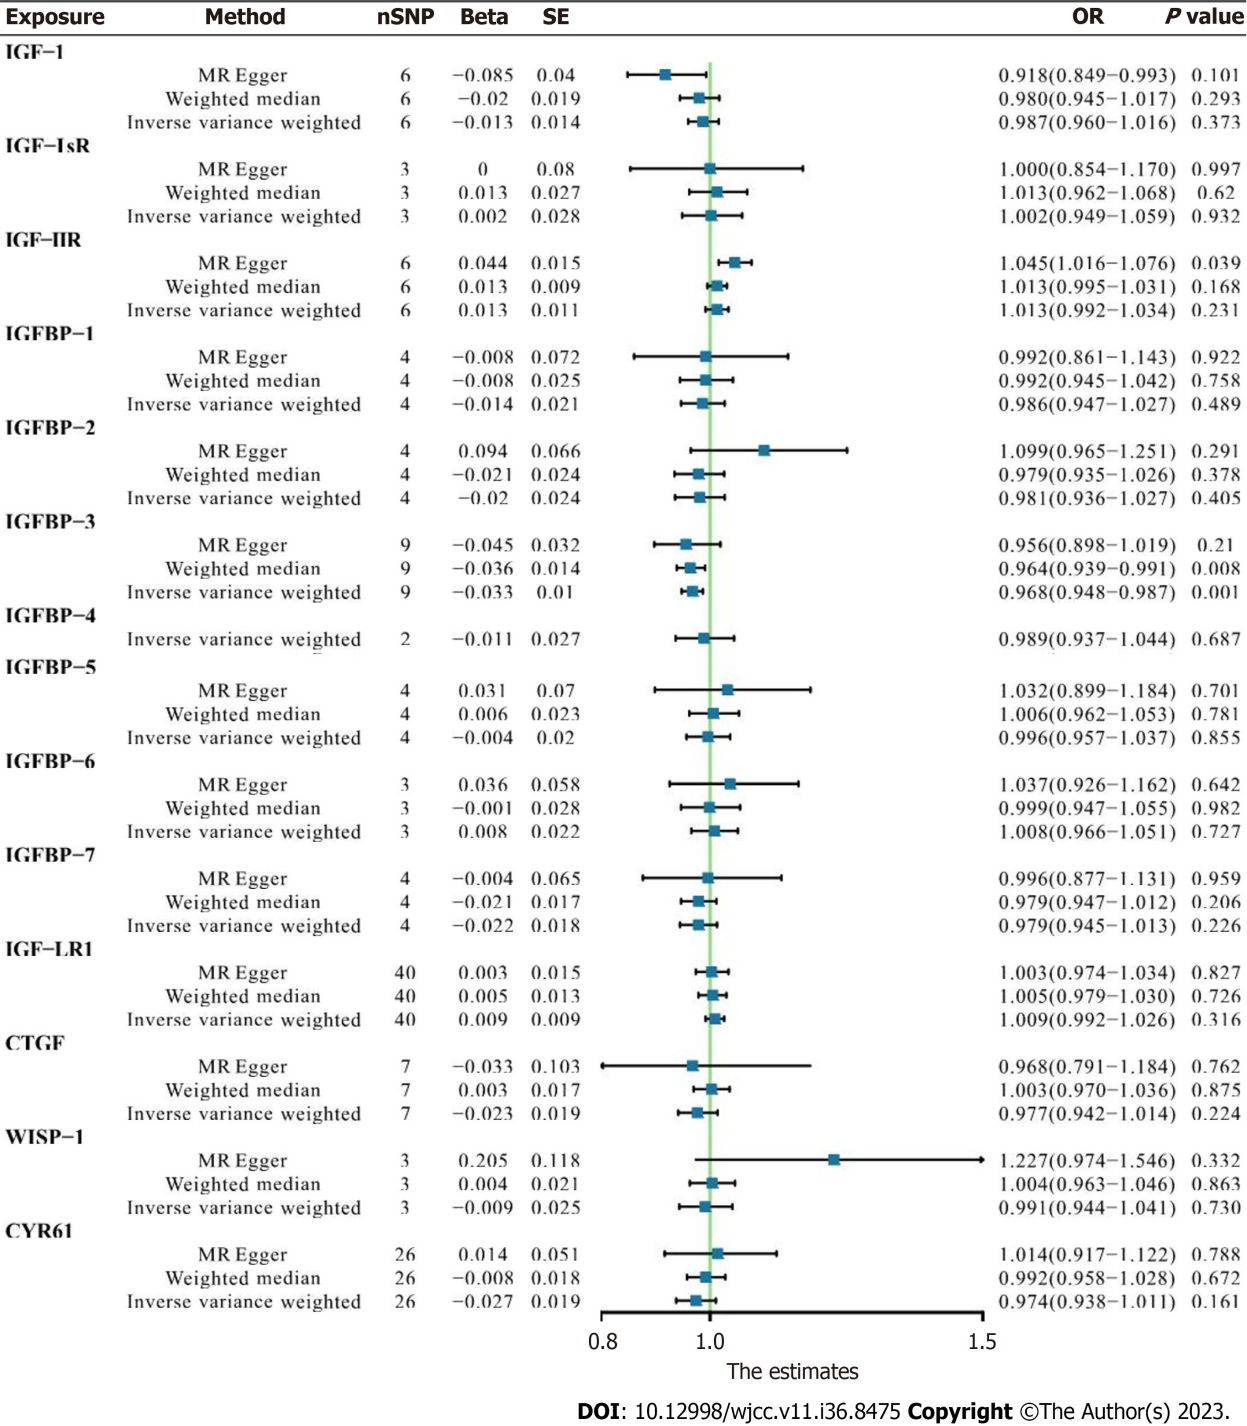 Exposure Method nSNP Beta SE OR P value
IGF−1
MR Egger 6 −0.085 0.04 0.918(0.849−0.993) 0.101
Weighted median 6 −0.02 0.019 0.980(0.945−1.017) 0.293
Inverse variance weighted 6 −0.013 0.014 0.987(0.960−1.016) 0.373
IGF−IsR
MR Egger 3 0 0.08 1.000(0.854−1.170) 0.997
Weighted median 3 0.013 0.027 1.013(0.962−1.068) 0.62
Inverse variance weighted 3 0.002 0.028 1.002(0.949−1.059) 0.932
IGF−IIR
MR Egger 6 0.044 0.015 1.045(1.016−1.076) 0.039
Weighted median 6 0.013 0.009 1.013(0.995−1.031) 0.168
Inverse variance weighted 6 0.013 0.011 1.013(0.992−1.034) 0.231
IGFBP−1
MR Egger 4 −0.008 0.072 0.992(0.861−1.143) 0.922
Weighted median 4 −0.008 0.025 0.992(0.945−1.042) 0.758
Inverse variance weighted 4 −0.014 0.021 0.986(0.947−1.027) 0.489
IGFBP−2
MR Egger 4 0.094 0.066 1.099(0.965−1.251) 0.291
Weighted median 4 −0.021 0.024 0.979(0.935−1.026) 0.378
Inverse variance weighted 4 −0.02 0.024 0.981(0.936−1.027) 0.405
IGFBP−3
MR Egger 9 −0.045 0.032 0.956(0.898−1.019) 0.21
Weighted median 9 −0.036 0.014 0.964(0.939−0.991) 0.008
Inverse variance weighted 9 −0.033 0.01 0.968(0.948−0.987) 0.001
IGFBP−4
Inverse variance weighted 2 −0.011 0.027 0.989(0.937−1.044) 0.687
IGFBP−5
MR Egger 4 0.031 0.07 1.032(0.899−1.184) 0.701
Weighted median 4 0.006 0.023 1.006(0.962−1.053) 0.781
Inverse variance weighted 4 −0.004 0.02 0.996(0.957−1.037) 0.855
IGFBP−6
MR Egger 3 0.036 0.058 1.037(0.926−1.162) 0.642
Weighted median 3 −0.001 0.028 0.999(0.947−1.055) 0.982
Inverse variance weighted 3 0.008 0.022 1.008(0.966−1.051) 0.727
IGFBP−7
MR Egger 4 −0.004 0.065 0.996(0.877−1.131) 0.959
Weighted median 4 −0.021 0.017 0.979(0.947−1.012) 0.206
Inverse variance weighted 4 −0.022 0.018 0.979(0.945−1.013) 0.226
IGF−LR1
MR Egger 40 0.003 0.015 1.003(0.974−1.034) 0.827
Weighted median 40 0.005 0.013 1.005(0.979−1.030) 0.726
Inverse variance weighted 40 0.009 0.009 1.009(0.992−1.026) 0.316
CTGF
MR Egger 7 −0.033 0.103 0.968(0.791−1.184) 0.762
Weighted median 7 0.003 0.017 1.003(0.970−1.036) 0.875
Inverse variance weighted 7 −0.023 0.019 0.977(0.942−1.014) 0.224
WISP−1
MR Egger 3 0.205 0.118 1.227(0.974−1.546) 0.332
Weighted median 3 0.004 0.021 1.004(0.963−1.046) 0.863
Inverse variance weighted 3 −0.009 0.025 0.991(0.944−1.041) 0.730
CYR61
MR Egger 26 0.014 0.051 1.014(0.917−1.122) 0.788
Weighted median 26 −0.008 0.018 0.992(0.958−1.028) 0.672
Inverse variance weighted 26 −0.027 0.019 0.974(0.938−1.011) 0.161
0.8 1.0 1.5
The estimates
DOI: 10.12998/wjcc.v11.i36.8475 Copyright ©The Author(s) 2023.